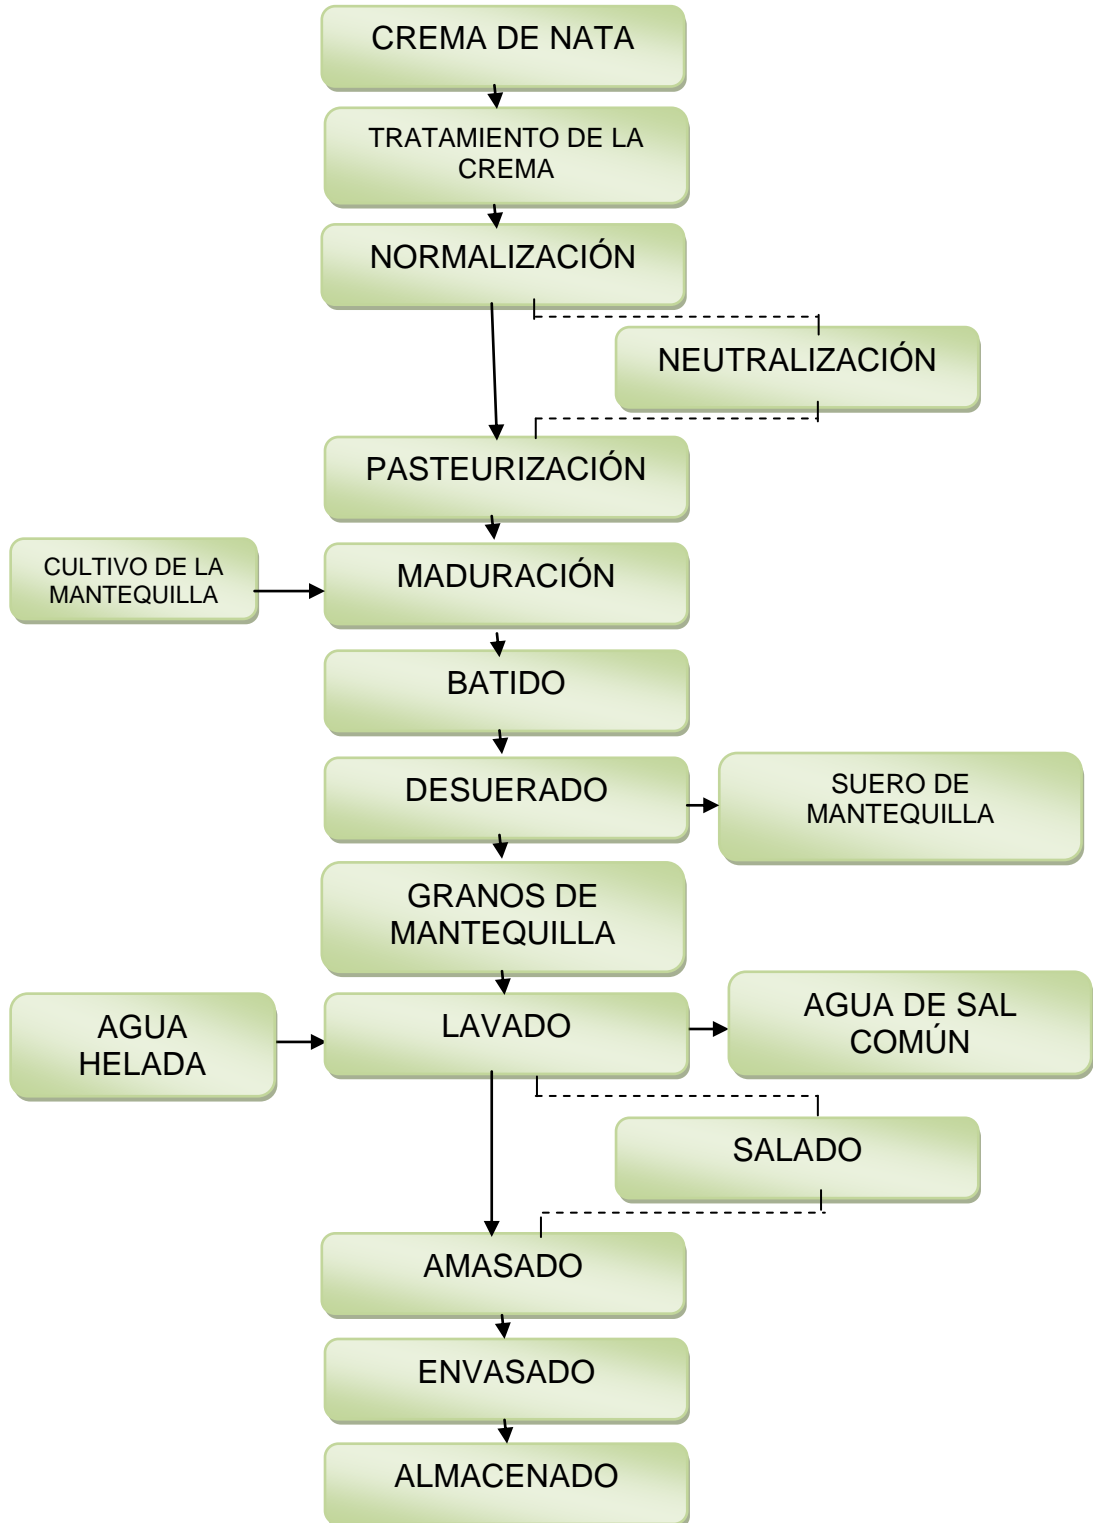 CREMA DE NATA
TRATAMIENTO DE LA
CREMA
NORMALIZACIÓN
NEUTRALIZACIÓN
PASTEURIZACIÓN
CULTIVO DE LA
MANTEQUILLA
MADURACIÓN
BATIDO
DESUERADO
SUERO DE
MANTEQUILLA
GRANOS DE
MANTEQUILLA
AGUA
HELADA
LAVADO
AGUA DE SAL
COMÚN
SALADO
AMASADO
ENVASADO
ALMACENADO